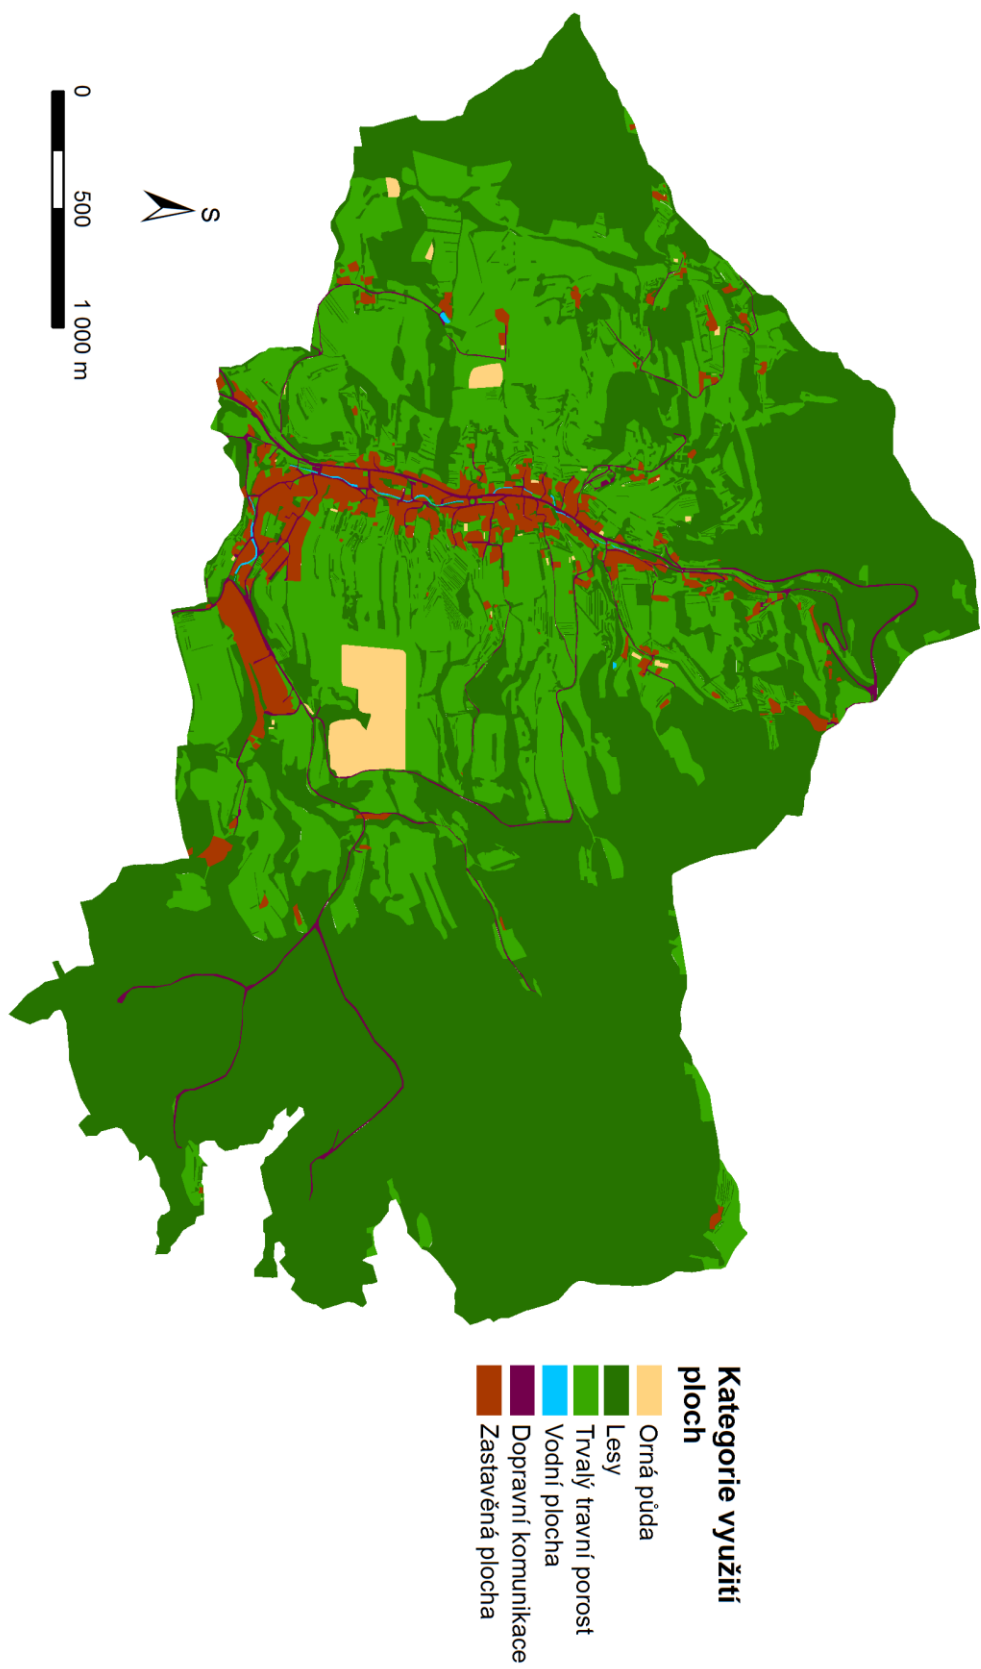 Kategorie využití
ploch
Orná půda
Lesy
Trvalý travní porost
Vodní plocha
Dopravní komunikace
Zastavěná plocha
S
0 500 1 000 m